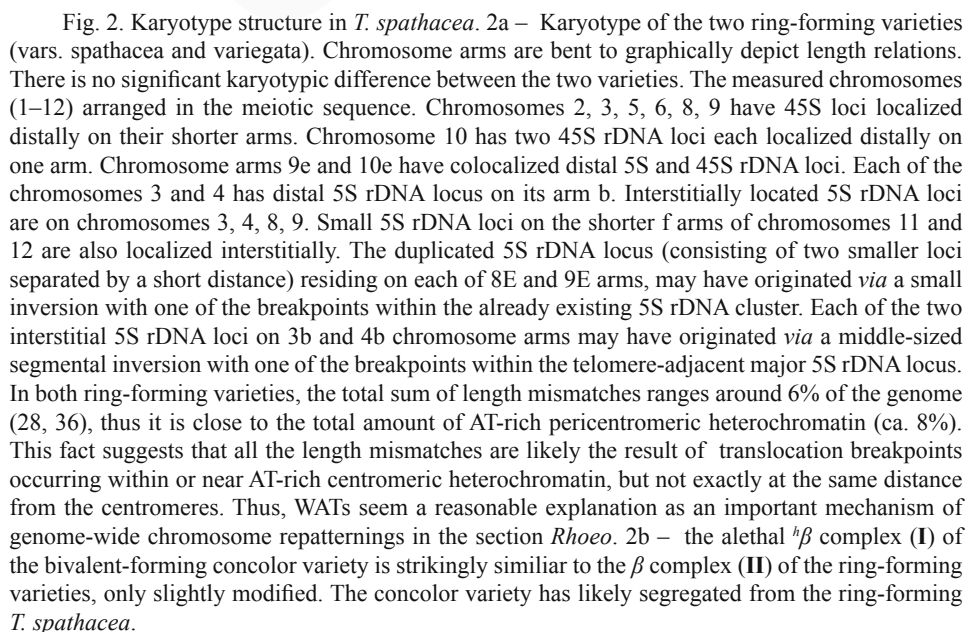 Fig. 2. Karyotype structure in T. spathacea. 2a – Karyotype of the two ring-forming varieties
(vars. spathacea and variegata). Chromosome arms are bent to graphically depict length relations.
There is no significant karyotypic difference between the two varieties. The measured chromosomes
(1–12) arranged in the meiotic sequence. Chromosomes 2, 3, 5, 6, 8, 9 have 45S loci localized
distally on their shorter arms. Chromosome 10 has two 45S rDNA loci each localized distally on
one arm. Chromosome arms 9e and 10e have colocalized distal 5S and 45S rDNA loci. Each of the
chromosomes 3 and 4 has distal 5S rDNA locus on its arm b. Interstitially located 5S rDNA loci
are on chromosomes 3, 4, 8, 9. Small 5S rDNA loci on the shorter f arms of chromosomes 11 and
12 are also localized interstitially. The duplicated 5S rDNA locus (consisting of two smaller loci
separated by a short distance) residing on each of 8E and 9E arms, may have originated via a small
inversion with one of the breakpoints within the already existing 5S rDNA cluster. Each of the two
interstitial 5S rDNA loci on 3b and 4b chromosome arms may have originated via a middle-sized
segmental inversion with one of the breakpoints within the telomere-adjacent major 5S rDNA locus.
In both ring-forming varieties, the total sum of length mismatches ranges around 6% of the genome
(28, 36), thus it is close to the total amount of AT-rich pericentromeric heterochromatin (ca. 8%).
This fact suggests that all the length mismatches are likely the result of translocation breakpoints
occurring within or near AT-rich centromeric heterochromatin, but not exactly at the same distance
from the centromeres. Thus, WATs seem a reasonable explanation as an important mechanism of
genome-wide chromosome repatternings in the section Rhoeo. 2b – the alethal ʰβ complex (I) of
the bivalent-forming concolor variety is strikingly similiar to the β complex (II) of the ring-forming
varieties, only slightly modified. The concolor variety has likely segregated from the ring-forming
T. spathacea.